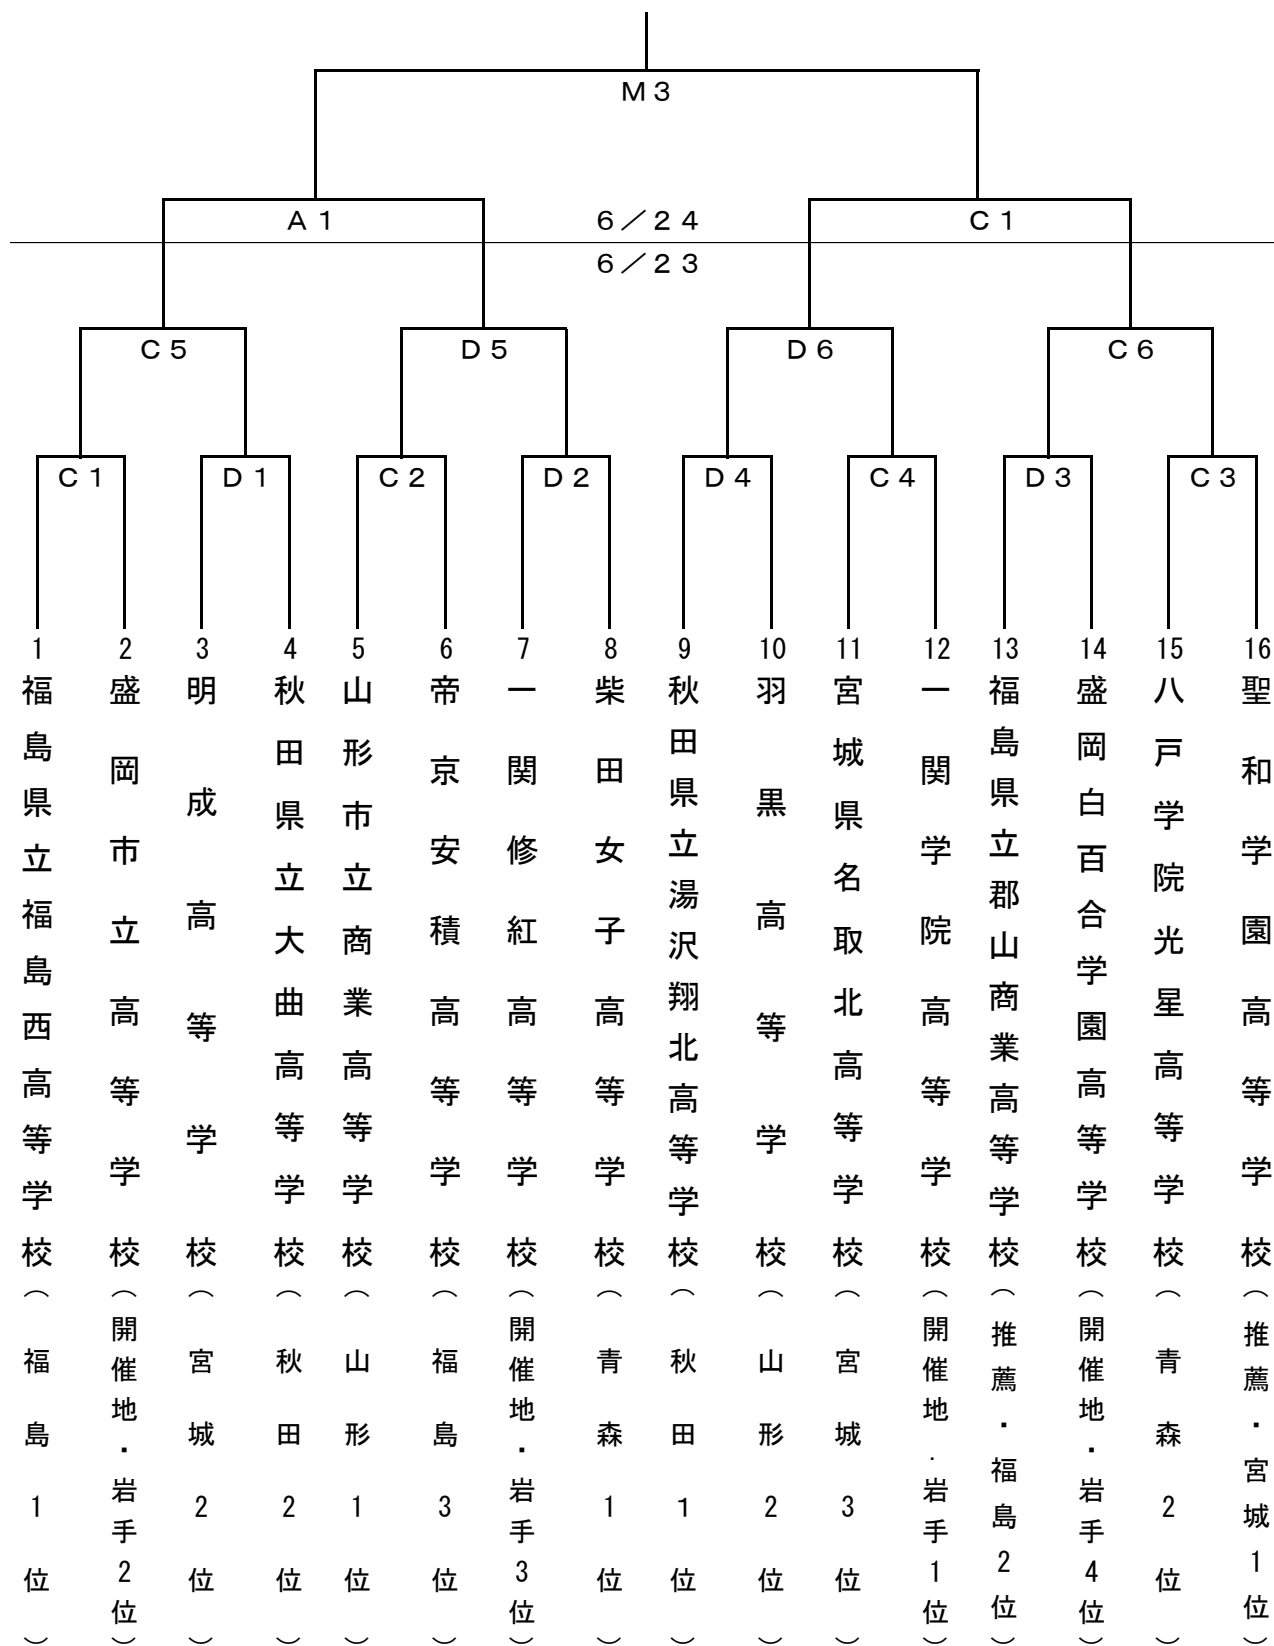 M3
A1 6/24 C1
6/23
C5 D5 D6 C6
C1 D1 C2 D2 D4 C4 D3 C3
1 2 3 4 5 6 7 8 9 10 11 12 13 14 15 16
福島県立福島西高等学校(福島1位)
盛岡市立高等学校(開催地・岩手2位)
明成高等学校(宮城2位)
秋田県立大曲高等学校(秋田2位)
山形市立商業高等学校(山形1位)
帝京安積高等学校(福島3位)
一関修紅高等学校(開催地・岩手3位)
柴田女子高等学校(青森1位)
秋田県立湯沢翔北高等学校(秋田1位)
羽黒高等学校(山形2位)
宮城県名取北高等学校(宮城3位)
一関学院高等学校(開催地・岩手1位)
福島県立郡山商業高等学校(推薦・福島2位)
盛岡白百合学園高等学校(開催地・岩手4位)
八戸学院光星高等学校(青森2位)
聖和学園高等学校(推薦・宮城1位)